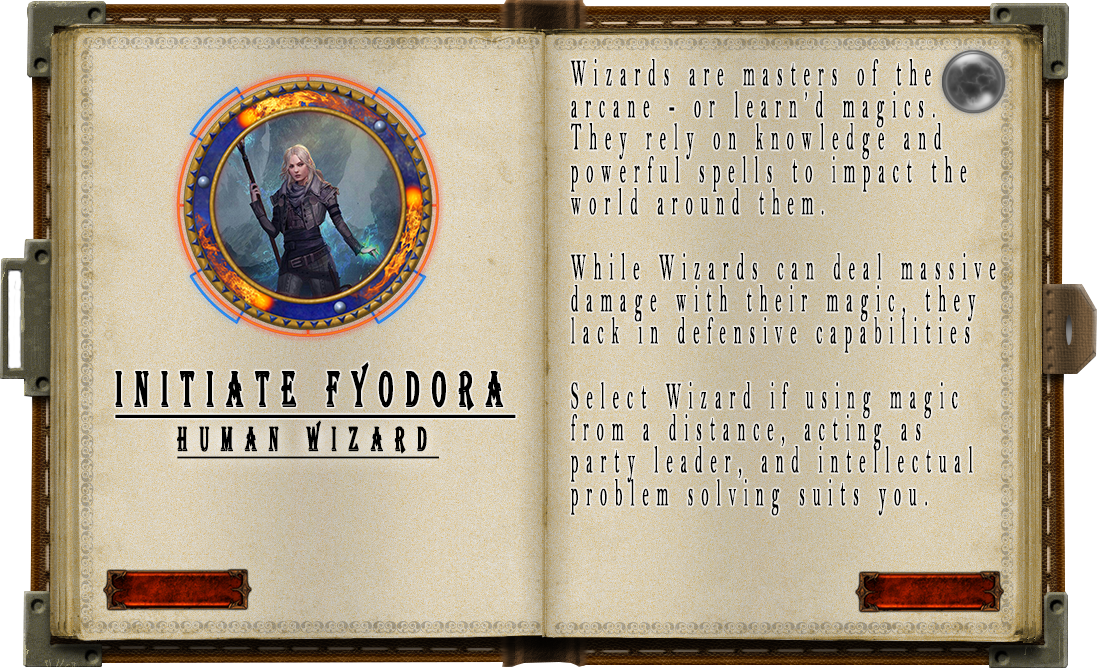 INITIATE FYODORA
HUMAN WIZARD
Wizards are masters of the
arcane - or learn'd magics.
They rely on knowledge and
powerful spells to impact the
world around them.
While Wizards can deal massive
damage with their magic, they
lack in defensive capabilities
Select Wizard if using magic
from a distance, acting as
party leader, and intellectual
problem solving suits you.